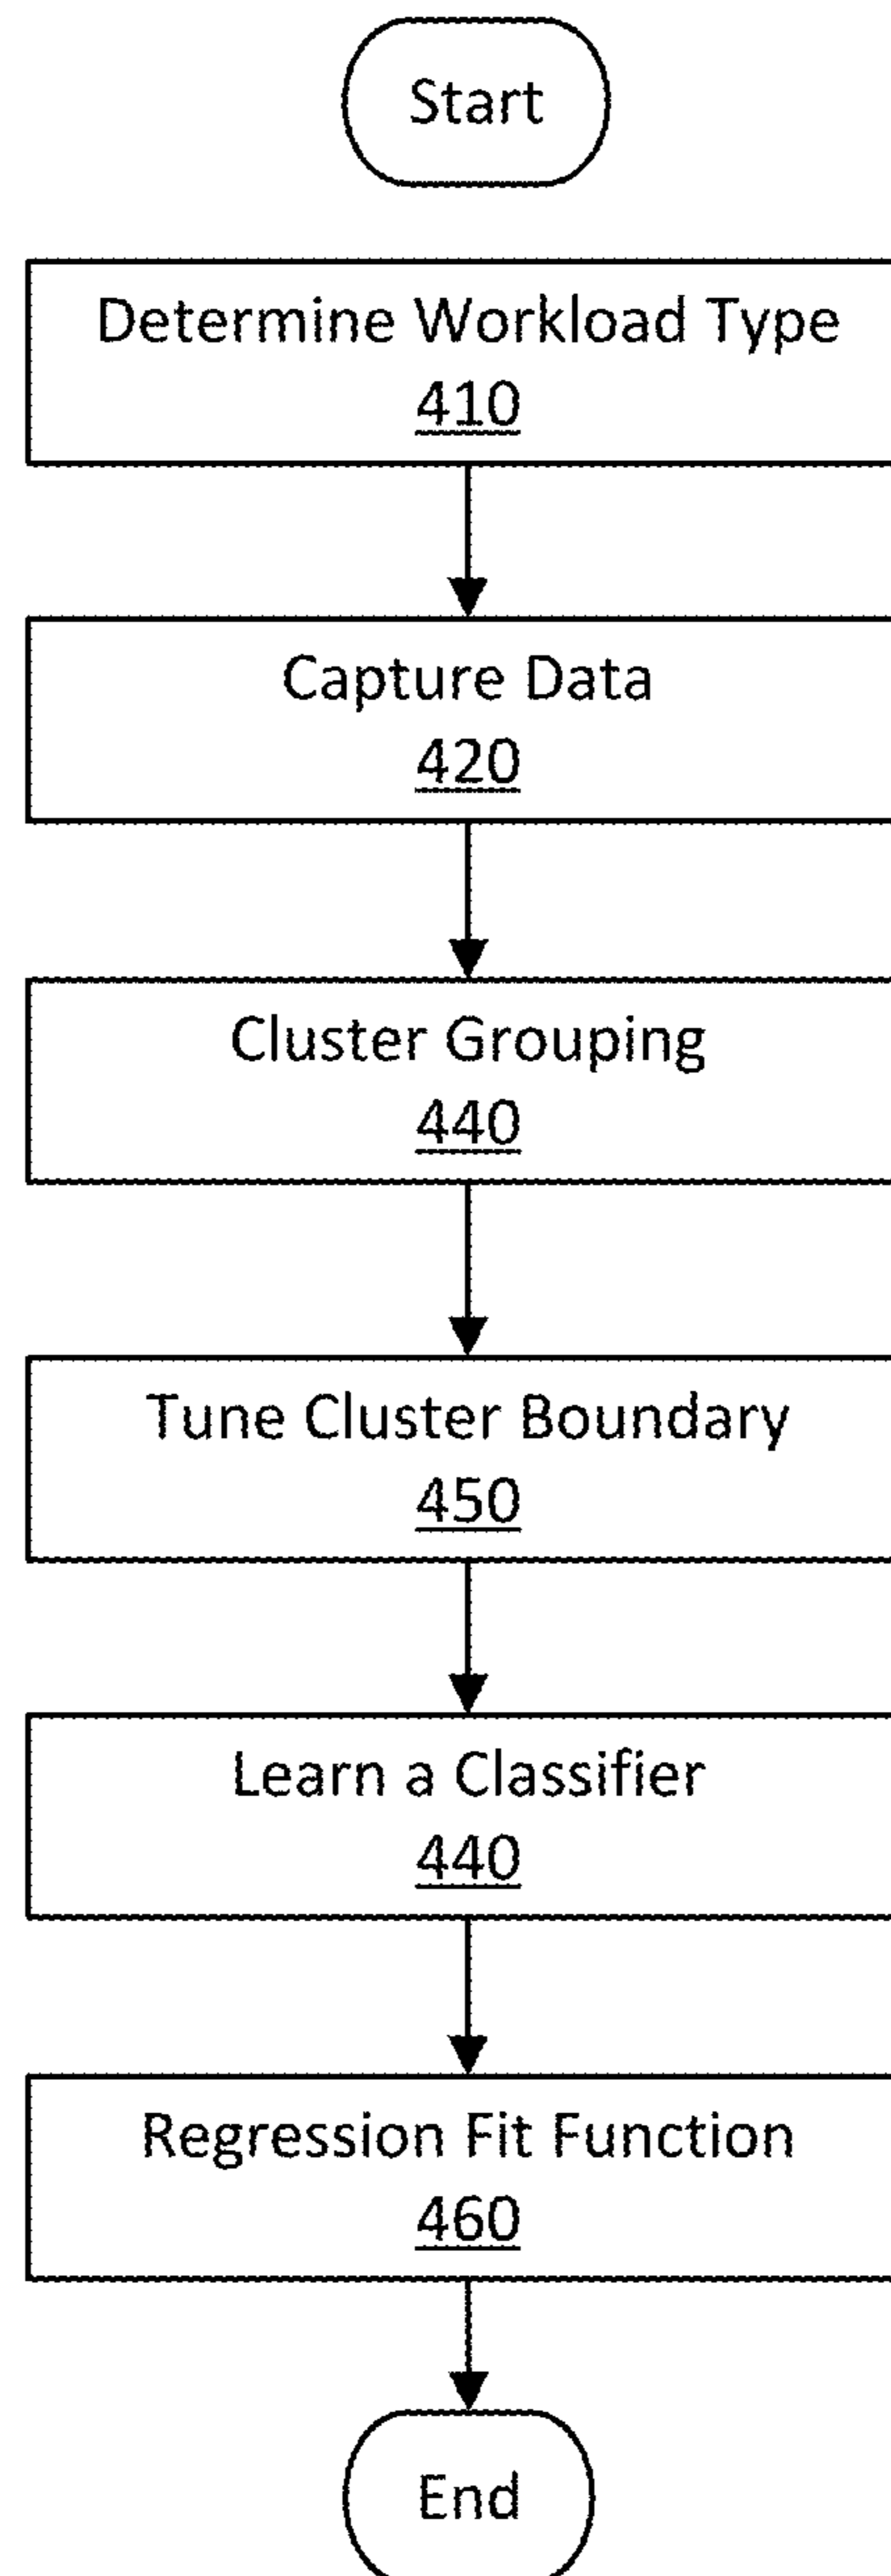 Start
Determine Workload Type
410
Capture Data
420
Cluster Grouping
440
Tune Cluster Boundary
450
Learn a Classifier
440
Regression Fit Function
460
End